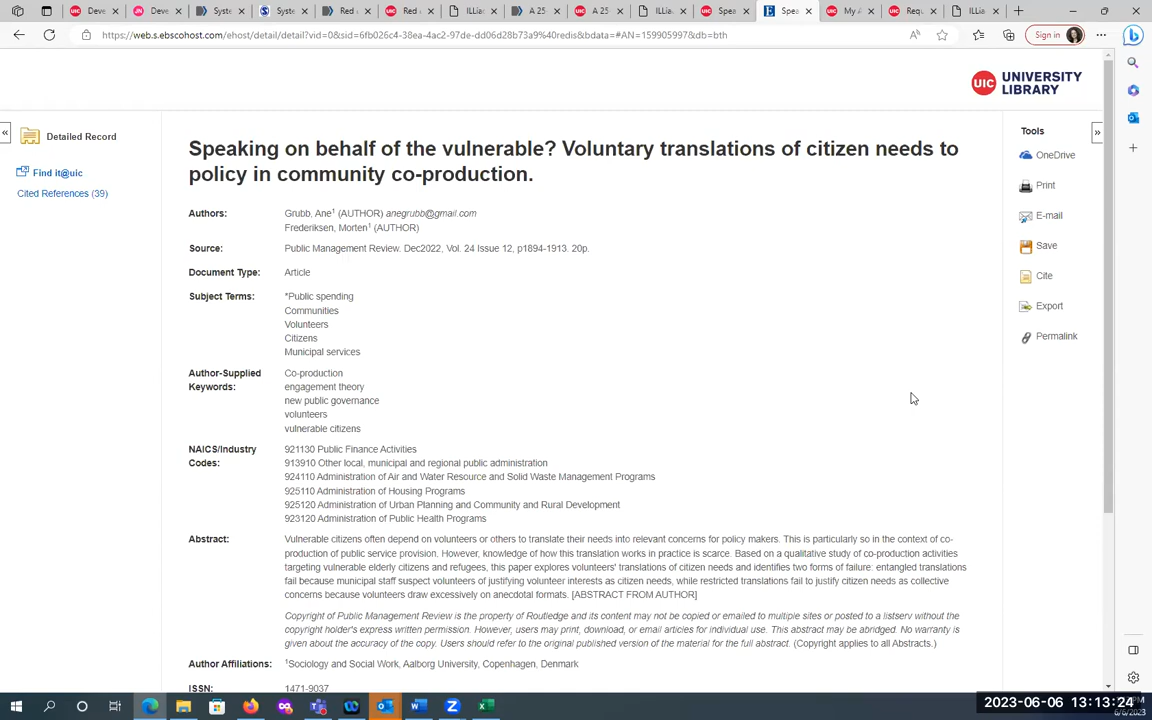 Deve
Deve
Syste
Syste
Red
Red
ILLiac
A 25
A 25
ILLia
Spea
Spea
My
Requ
ILLia
https://web.s.ebscohost.com/ehost/detail/detail?vid=0&sid=6fb026c4-38ea-4ac2-97de-dd06d28b73a9%40redis&bdata=#AN=159905997&db=bth
Sign in
UIC UNIVERSITY
LIBRARY
Detailed Record
Find it@uic
Cited References (39)
Speaking on behalf of the vulnerable? Voluntary translations of citizen needs to
policy in community co-production.
Authors: Grubb, Ane1 (AUTHOR) anegrubb@gmail.com
Frederiksen, Morten1 (AUTHOR)
Source: Public Management Review. Dec2022, Vol. 24 Issue 12, p1894-1913. 20p.
Document Type: Article
Subject Terms: *Public spending
Communities
Volunteers
Citizens
Municipal services
Author-Supplied Co-production
Keywords: engagement theory
new public governance
volunteers
vulnerable citizens
NAICS/Industry 921130 Public Finance Activities
Codes: 913910 Other local, municipal and regional public administration
924110 Administration of Air and Water Resource and Solid Waste Management Programs
925110 Administration of Housing Programs
925120 Administration of Urban Planning and Community and Rural Development
923120 Administration of Public Health Programs
Abstract: Vulnerable citizens often depend on volunteers or others to translate their needs into relevant concerns for policy makers. This is particularly so in the context of co-
production of public service provision. However, knowledge of how this translation works in practice is scarce. Based on a qualitative study of co-production activities
targeting vulnerable elderly citizens and refugees, this paper explores volunteers' translations of citizen needs and identifies two forms of failure: entangled translations
fail because municipal staff suspect volunteers of justifying volunteer interests as citizen needs, while restricted translations fail to justify citizen needs as collective
concerns because volunteers draw excessively on anecdotal formats. [ABSTRACT FROM AUTHOR]
Copyright of Public Management Review is the property of Routledge and its content may not be copied or emailed to multiple sites or posted to a listserv without the
copyright holder's express written permission. However, users may print, download, or email articles for individual use. This abstract may be abridged. No warranty is
given about the accuracy of the copy. Users should refer to the original published version of the material for the full abstract. (Copyright applies to all Abstracts.)
Author Affiliations: 1Sociology and Social Work, Aalborg University, Copenhagen, Denmark
ISSN: 1471-9037
Tools
OneDrive
Print
E-mail
Save
Cite
Export
Permalink
2023-06-06 13:13:24
6/6/2023